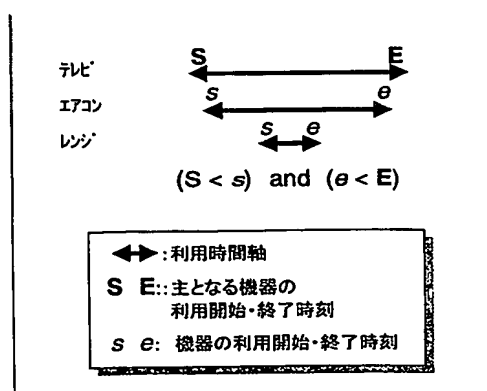 S E
テレビ
s e
エアコン
s e
レンジ
(S < s) and (e < E)
:利用時間軸
S E::主となる機器の
利用開始・終了時刻
s e: 機器の利用開始・終了時刻